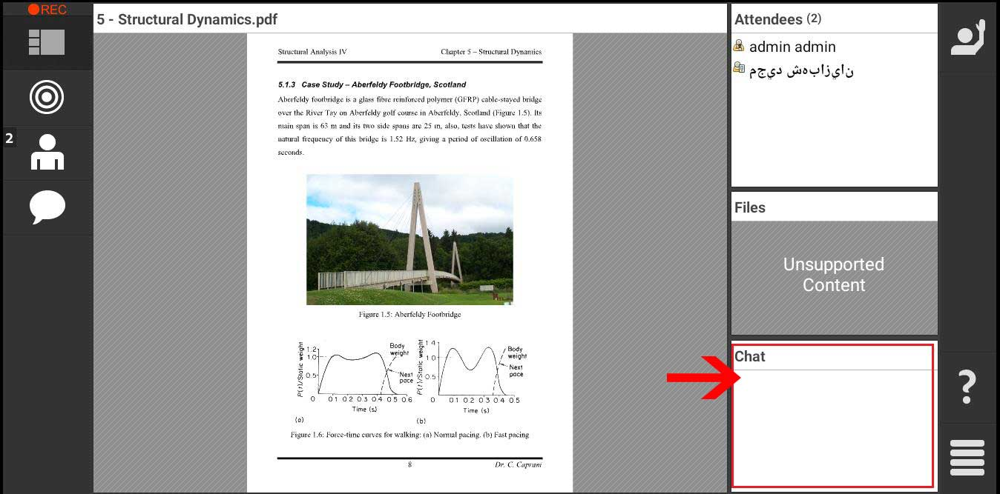 REC
5 - Structural Dynamics.pdf
Structural Analysis IV
Chapter 5 – Structural Dynamics
5.1.3 Case Study – Aberfeldy Footbridge, Scotland
Aberfeldy footbridge is a glass fibre reinforced polymer (GFRP) cable-stayed bridge
over the River Tay on Aberfeldy golf course in Aberfeldy, Scotland (Figure 1.5). Its
main span is 63 m and its two side spans are 25 m, also, tests have shown that the
natural frequency of this bridge is 1.52 Hz, giving a period of oscillation of 0.658
seconds.
Figure 1.5: Aberfeldy Footbridge
P(t)/Static weight
1.2
1.0
0.5
0 0.1 0.2 0.3 0.4 0.5 0.6
Time (s)
Body
weight
Next
pace
(a)
P(t)/Static weight
1.4
1.0
0.5
0 0.1 0.2 0.3 0.4 0.5
Time (s)
Body
weight
Next
pace
(b)
Figure 1.6: Force-time curves for walking: (a) Normal pacing. (b) Fast pacing
8
Dr. C. Caprani
2
Attendees (2)
admin admin
نايزابهش ديجم
Files
Unsupported
Content
Chat
?